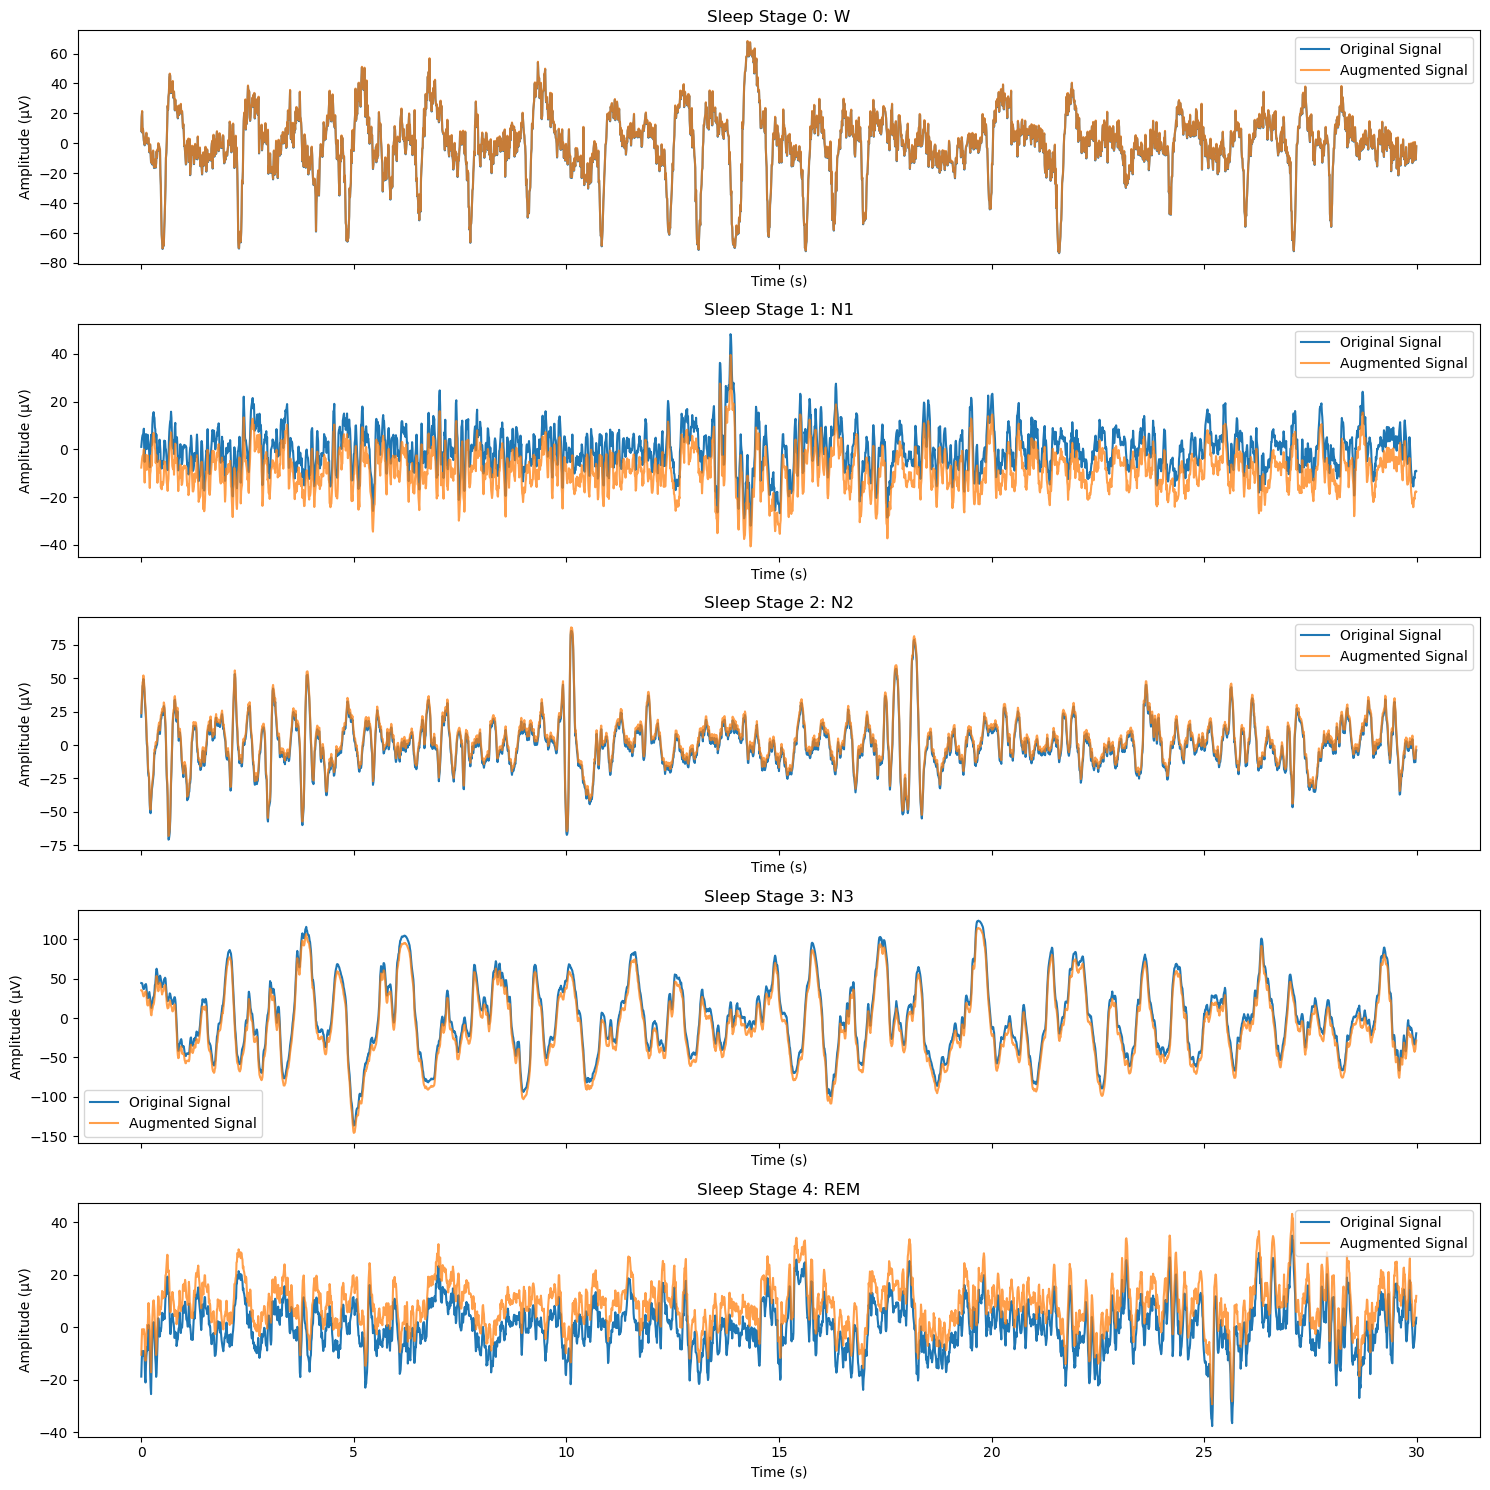 Sleep Stage 0: W
Amplitude (µV)
60
40
20
0
−20
−40
−60
−80
Original Signal
Augmented Signal
Time (s)
Sleep Stage 1: N1
Amplitude (µV)
40
20
0
−20
−40
Original Signal
Augmented Signal
Time (s)
Sleep Stage 2: N2
Amplitude (µV)
75
50
25
0
−25
−50
−75
Original Signal
Augmented Signal
Time (s)
Sleep Stage 3: N3
Amplitude (µV)
100
50
0
−50
−100
−150
Original Signal
Augmented Signal
Time (s)
Sleep Stage 4: REM
Amplitude (µV)
40
20
0
−20
−40
Original Signal
Augmented Signal
0 5 10 15 20 25 30
Time (s)